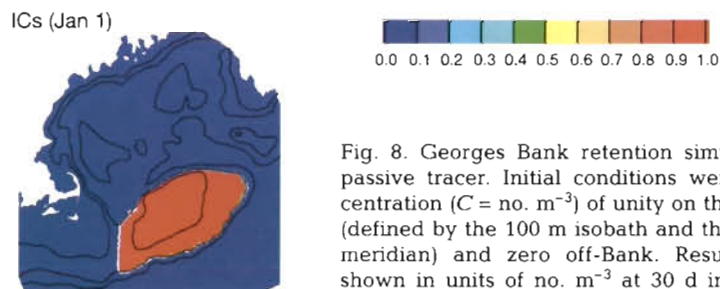 ICs (Jan 1)
0.0 0.1 0.2 0.3 0.4 0.5 0.6 0.7 0.8 0.9 1.0
Fig. 8. Georges Bank retention sim
passive tracer. Initial conditions we
centration (C = no. m⁻³) of unity on th
(defined by the 100 m isobath and th
meridian) and zero off-Bank. Resu
shown in units of no. m⁻³ at 30 d in